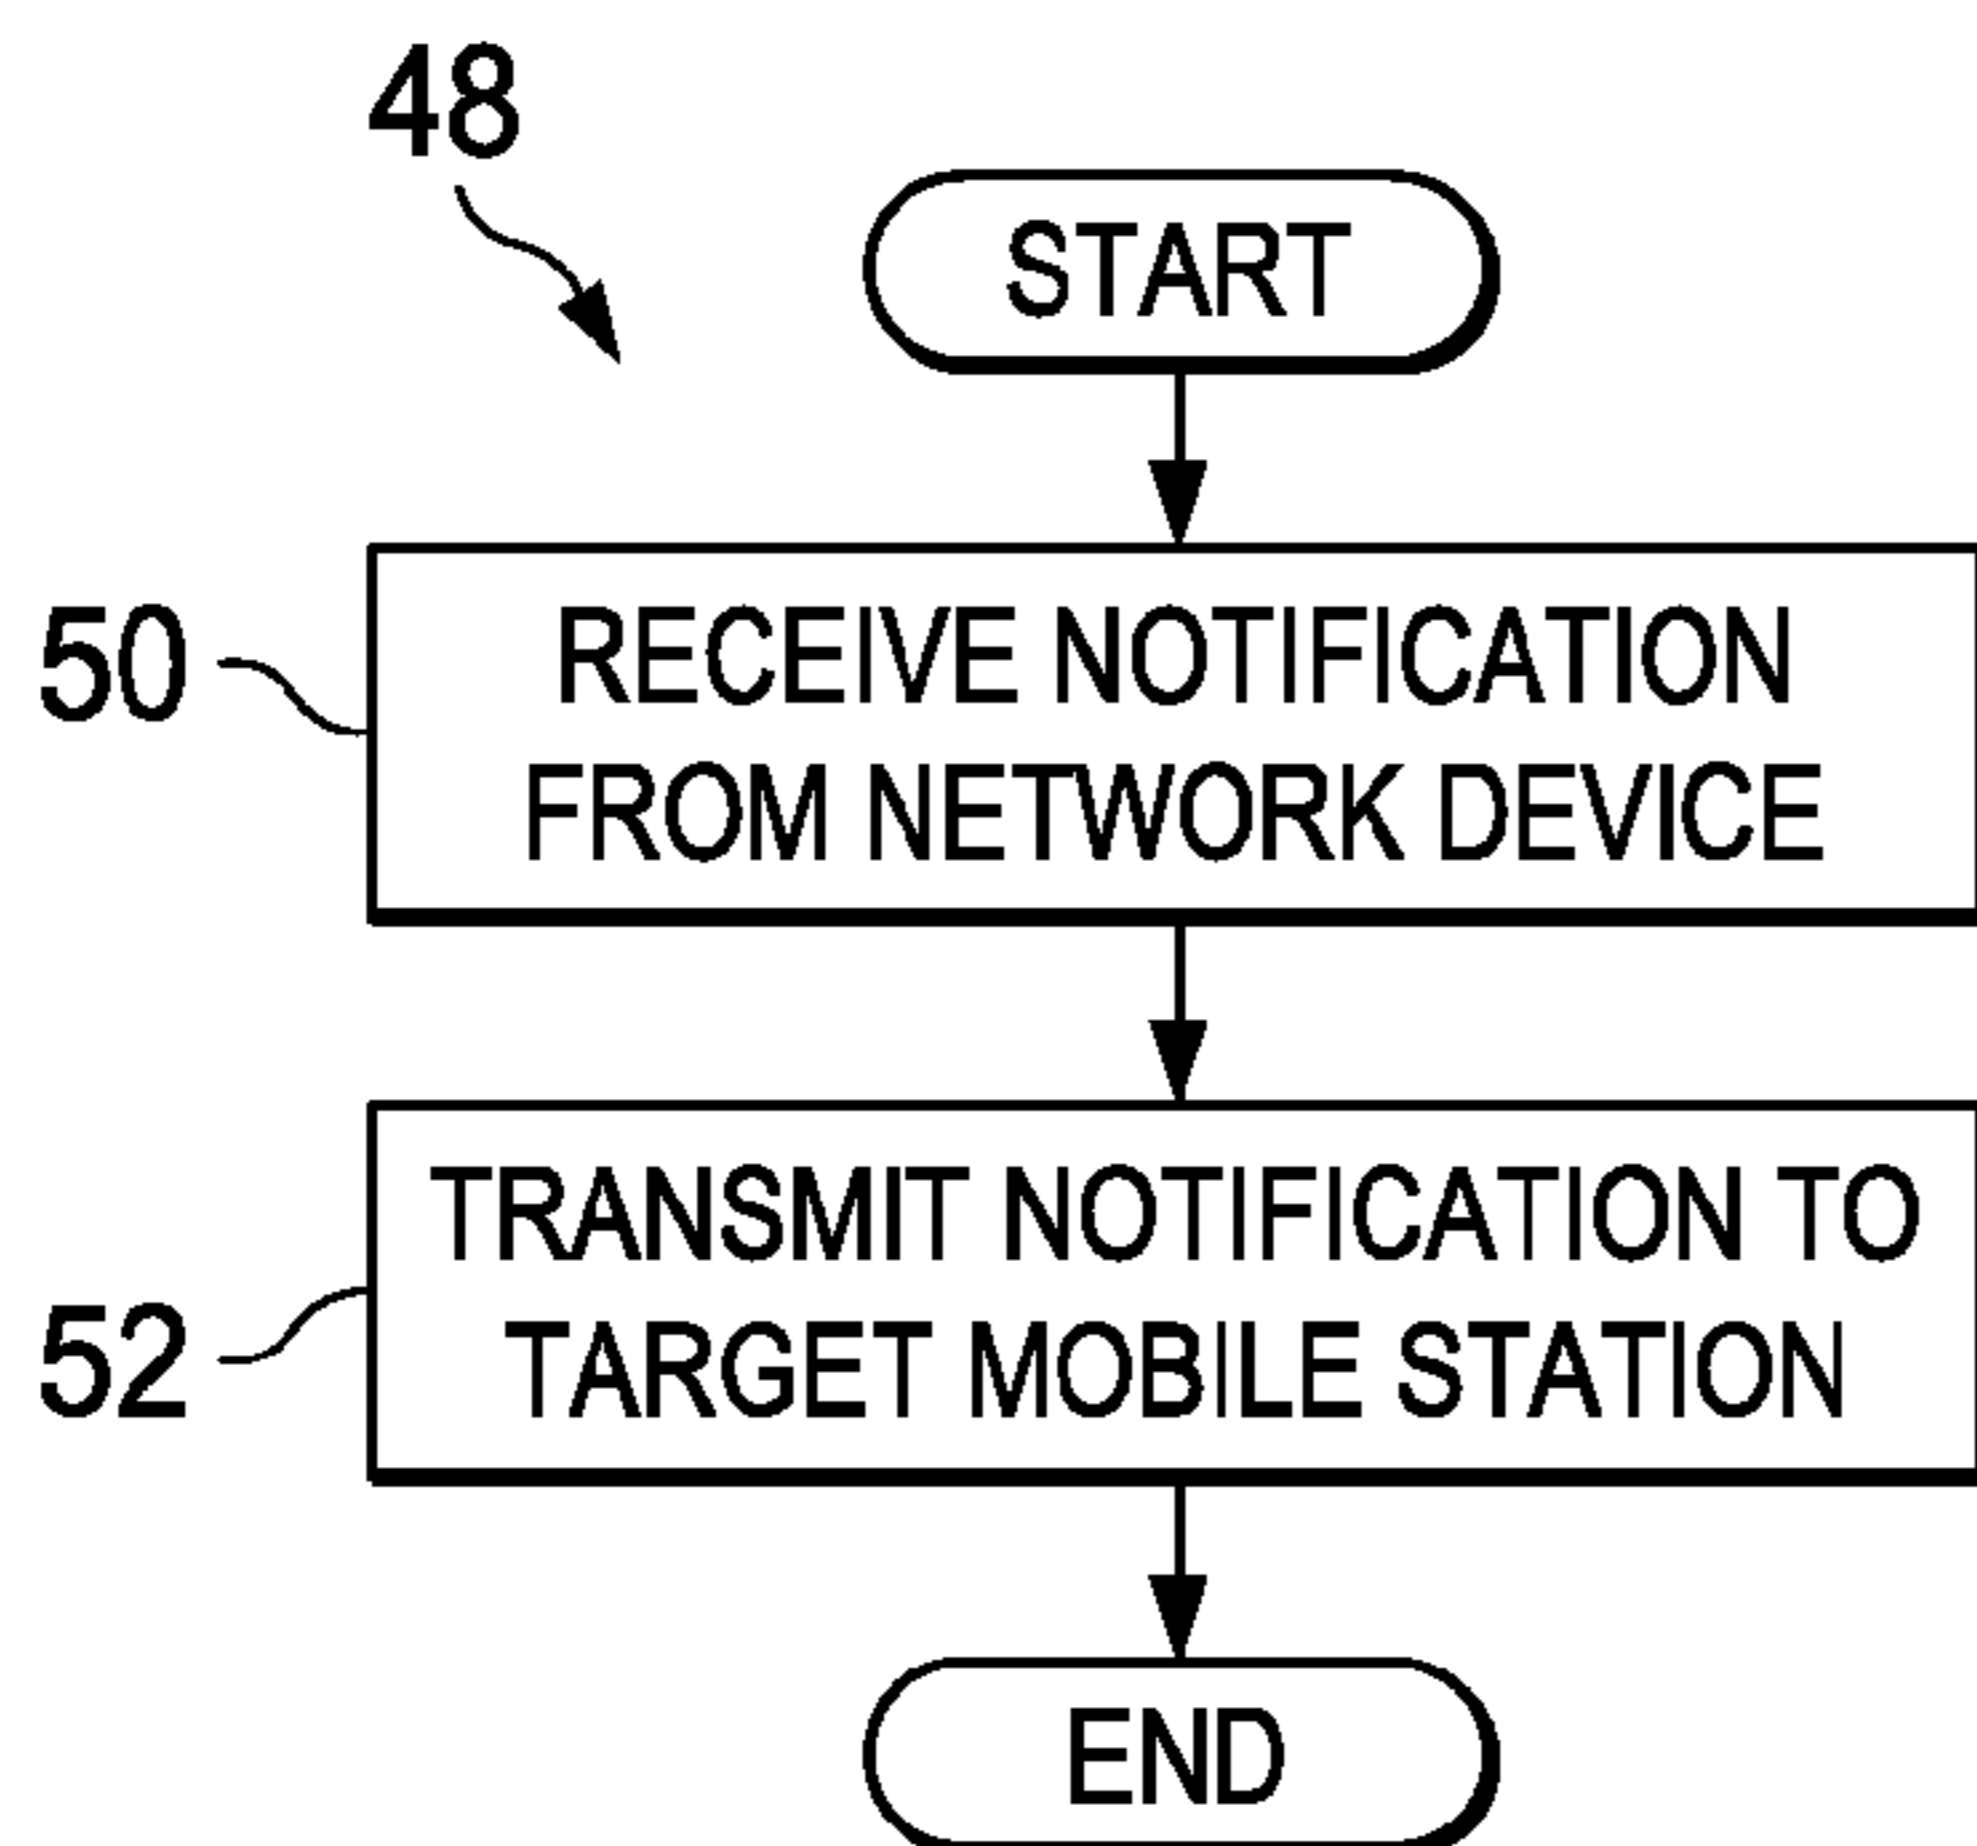 48
START
50
RECEIVE NOTIFICATION
FROM NETWORK DEVICE
TRANSMIT NOTIFICATION TO
52
TARGET MOBILE STATION
END